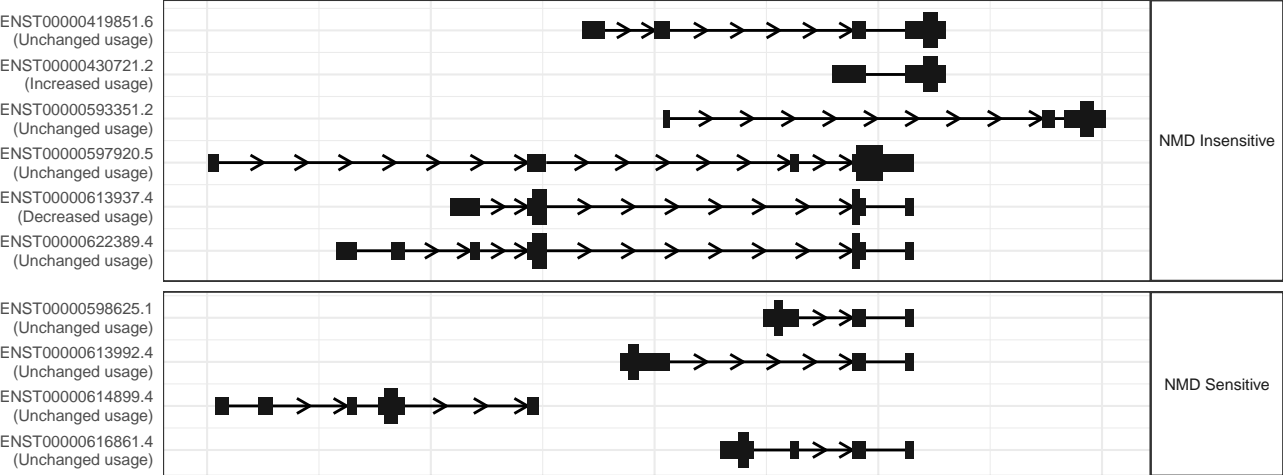 ENST00000419851.6
(Unchanged usage)
ENST00000430721.2
(Increased usage)
ENST00000593351.2
(Unchanged usage)
ENST00000597920.5
(Unchanged usage)
ENST00000613937.4
(Decreased usage)
ENST00000622389.4
(Unchanged usage)
NMD Insensitive
ENST00000598625.1
(Unchanged usage)
ENST00000613992.4
(Unchanged usage)
ENST00000614899.4
(Unchanged usage)
ENST00000616861.4
(Unchanged usage)
NMD Sensitive